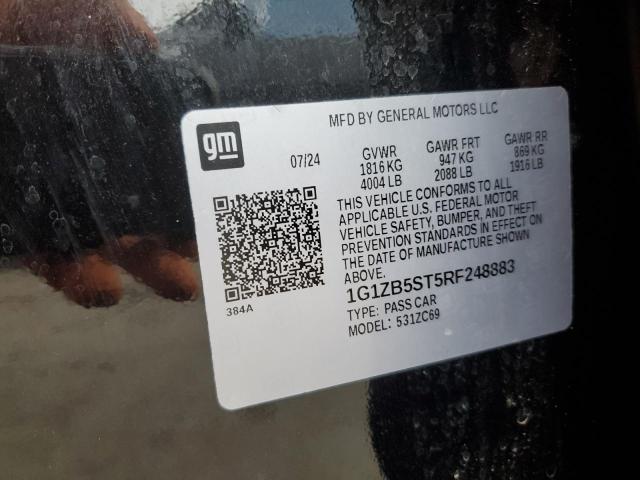 MFD BY GENERAL MOTORS LLC
gm
07/24
GVWR GAWR FRT GAWR RR
1816 KG 947 KG 869 KG
4004 LB 2088 LB 1916 LB
THIS VEHICLE CONFORMS TO ALL
APPLICABLE U.S. FEDERAL MOTOR
VEHICLE SAFETY, BUMPER, AND THEFT
PREVENTION STANDARDS IN EFFECT ON
THE DATE OF MANUFACTURE SHOWN
ABOVE.
384A
1G1ZB5ST5RF248883
TYPE: PASS CAR
MODEL: 531ZC69